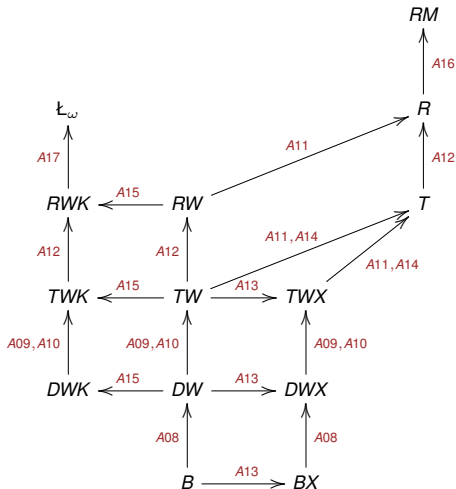 RM
A16
Ł_ω
R
A17
A11
A12
A15
RWK
RW
T
A12
A12
A11, A14
A11, A14
A15
A13
TWK
TW
TWX
A09, A10
A09, A10
A09, A10
A15
A13
DWK
DW
DWX
A08
A08
A13
B
BX